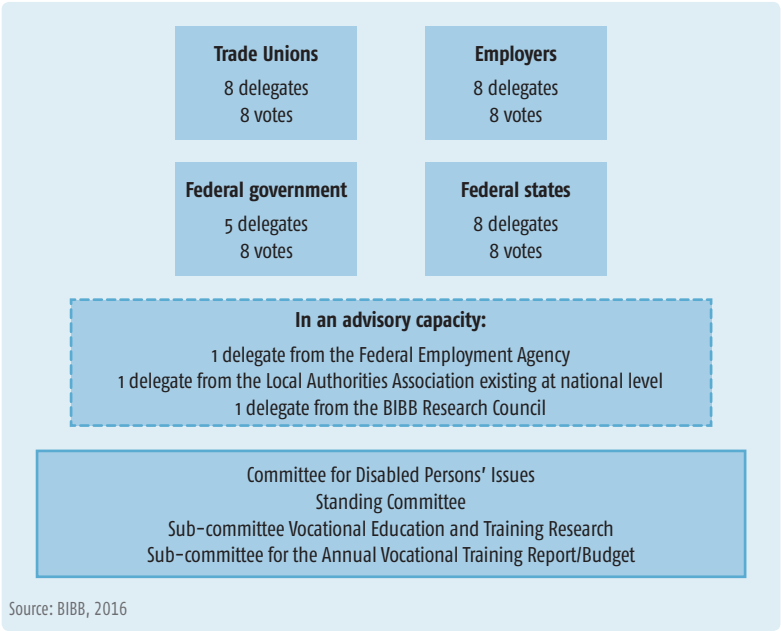 Trade Unions
8 delegates
8 votes
Employers
8 delegates
8 votes
Federal government
5 delegates
8 votes
Federal states
8 delegates
8 votes
In an advisory capacity:
1 delegate from the Federal Employment Agency
1 delegate from the Local Authorities Association existing at national level
1 delegate from the BIBB Research Council
Committee for Disabled Persons’ Issues
Standing Committee
Sub-committee Vocational Education and Training Research
Sub-committee for the Annual Vocational Training Report/Budget
Source: BIBB, 2016